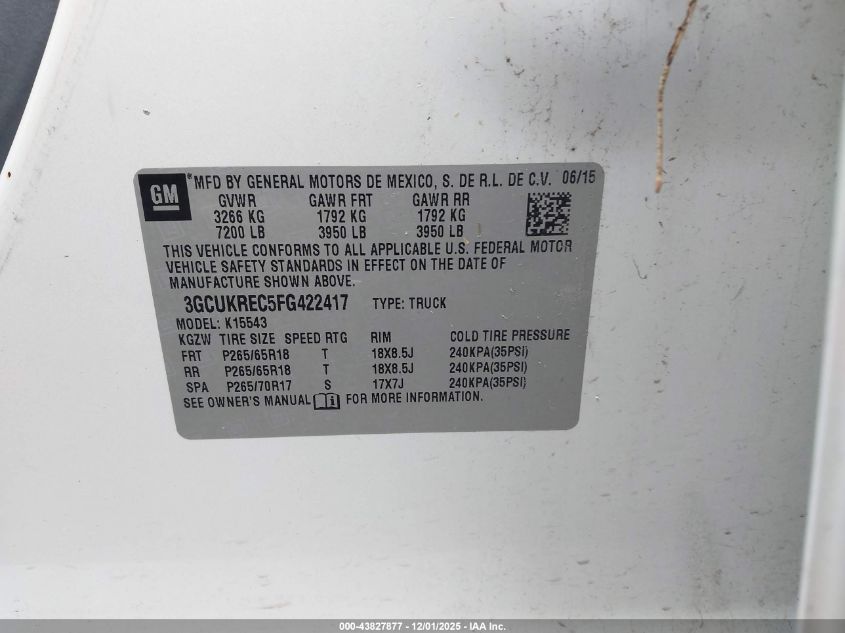 GM
*MFD BY GENERAL MOTORS DE MEXICO, S. DE R.L. DE C.V. 06/15
GVWR GAWR FRT GAWR RR
3266 KG 1792 KG 1792 KG
7200 LB 3950 LB 3950 LB
THIS VEHICLE CONFORMS TO ALL APPLICABLE U.S. FEDERAL MOTOR
VEHICLE SAFETY STANDARDS IN EFFECT ON THE DATE OF
MANUFACTURE SHOWN ABOVE.
3GCUKREC5FG422417 TYPE: TRUCK
MODEL: K15543
KGZW TIRE SIZE SPEED RTG RIM COLD TIRE PRESSURE
FRT P265/65R18 T 18X8.5J 240KPA(35PSI)
RR P265/65R18 T 18X8.5J 240KPA(35PSI)
SPA P265/70R17 S 17X7J 240KPA(35PSI)
SEE OWNER'S MANUAL i FOR MORE INFORMATION.
000-43827877 - 12/01/2025 - IAA Inc.